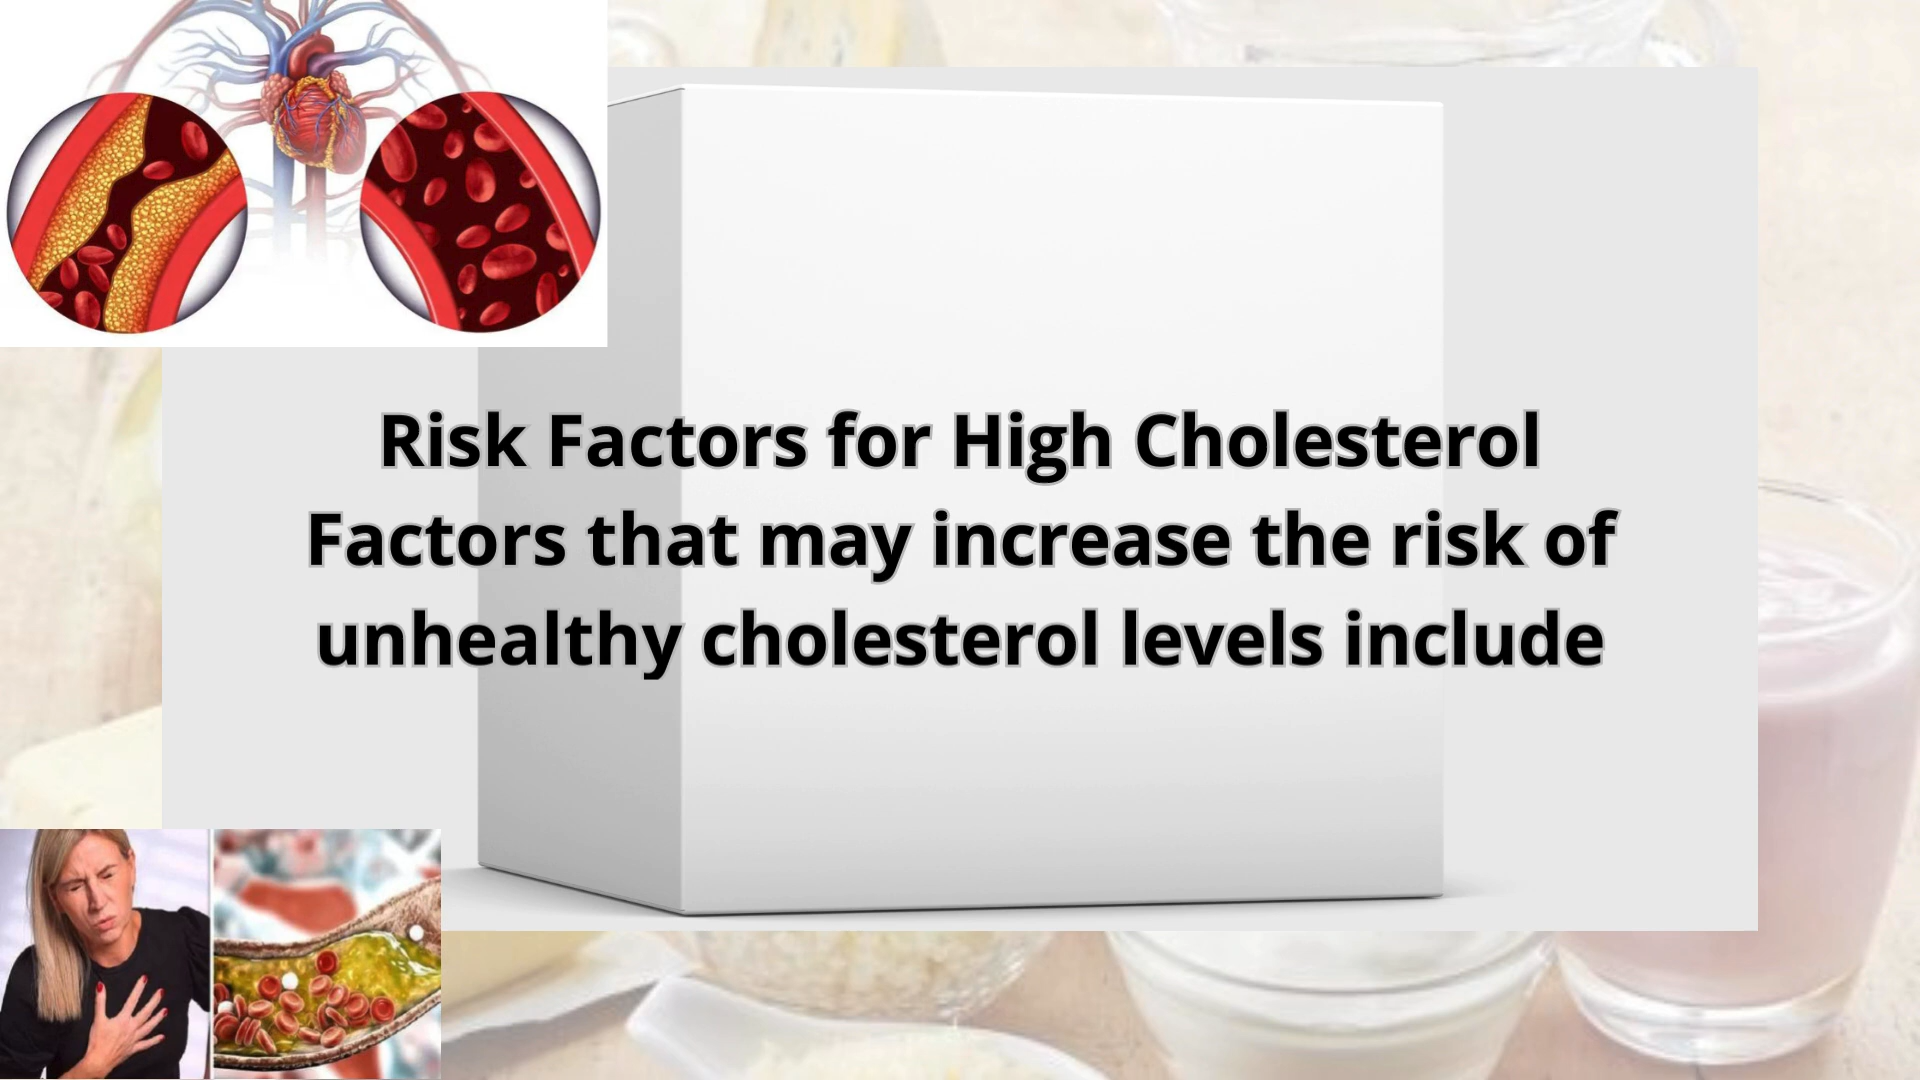 Risk Factors for High Cholesterol
Factors that may increase the risk of
unhealthy cholesterol levels include